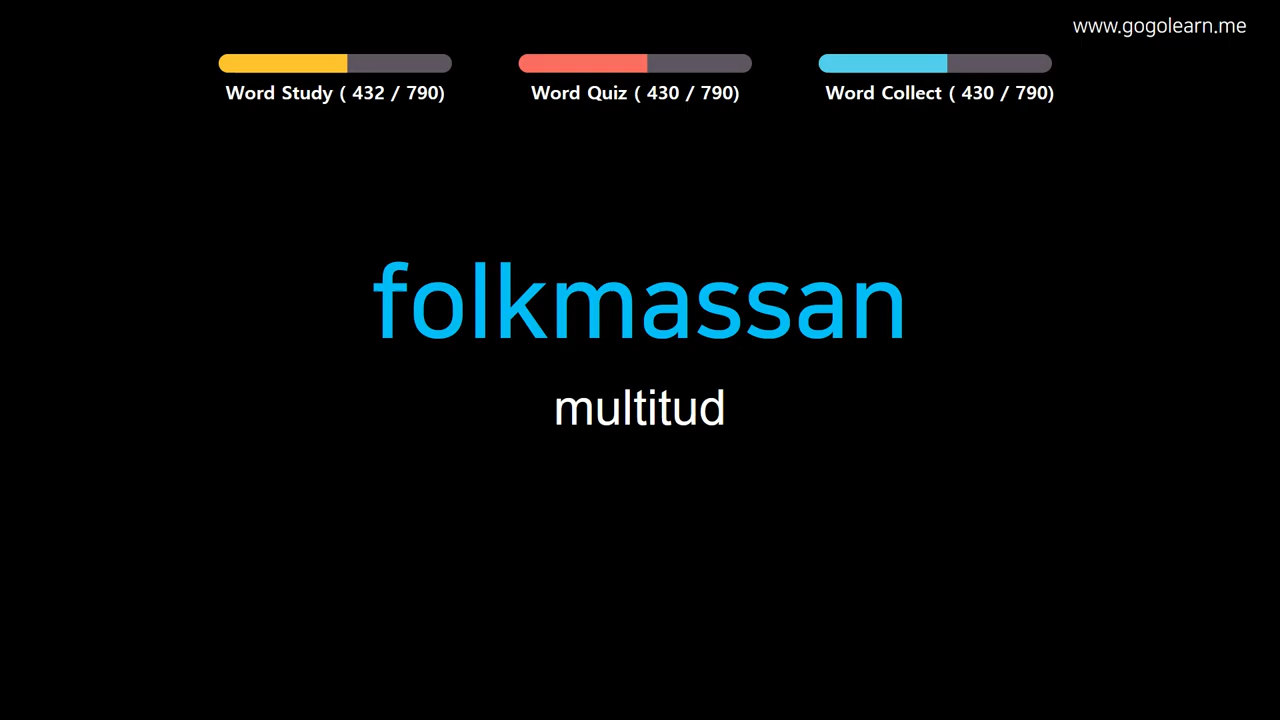 www.gogolearn.me
Word Study ( 432 / 790)
Word Quiz ( 430 / 790)
Word Collect ( 430 / 790)
folkmassan
multitud